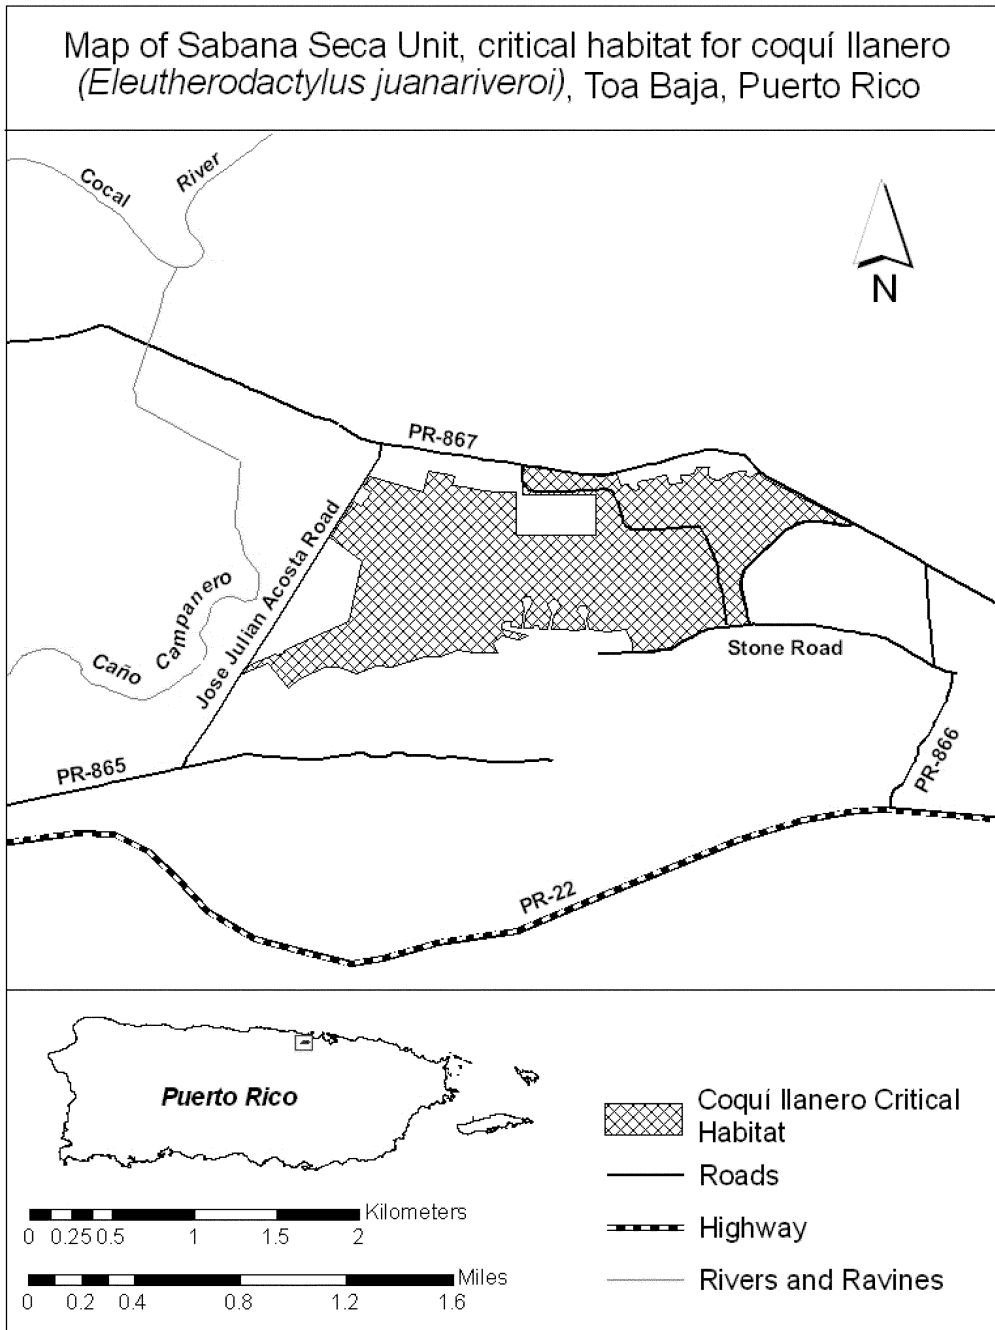 Map of Sabana Seca Unit, critical habitat for coquí llanero
(Eleutherodactylus juanariveroi), Toa Baja, Puerto Rico
Cocal
River
N
PR-867
Jose Julian Acosta Road
Caño
Campanero
Stone Road
PR-865
PR-866
PR-22
Puerto Rico
Coquí llanero Critical
Habitat
Roads
Highway
Rivers and Ravines
Kilometers
0 0.25 0.5 1 1.5 2
Miles
0 0.2 0.4 0.8 1.2 1.6